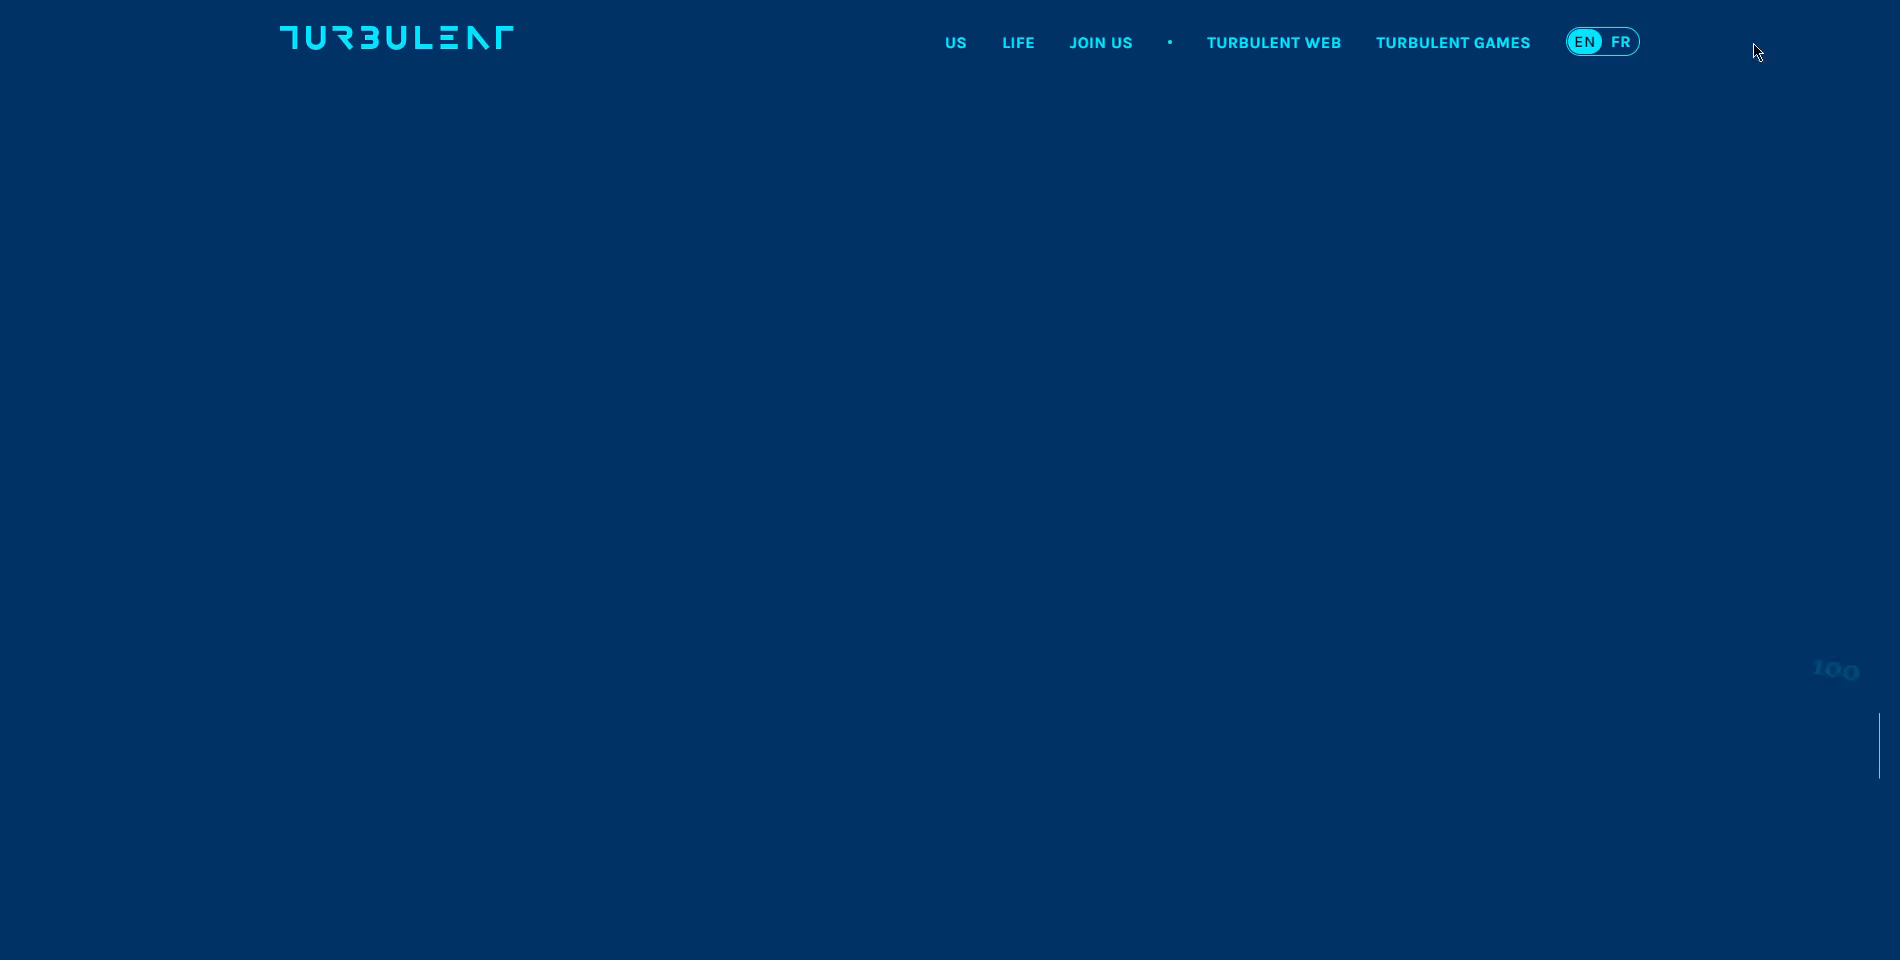 TURBULENT
US LIFE JOIN US • TURBULENT WEB TURBULENT GAMES EN FR
100